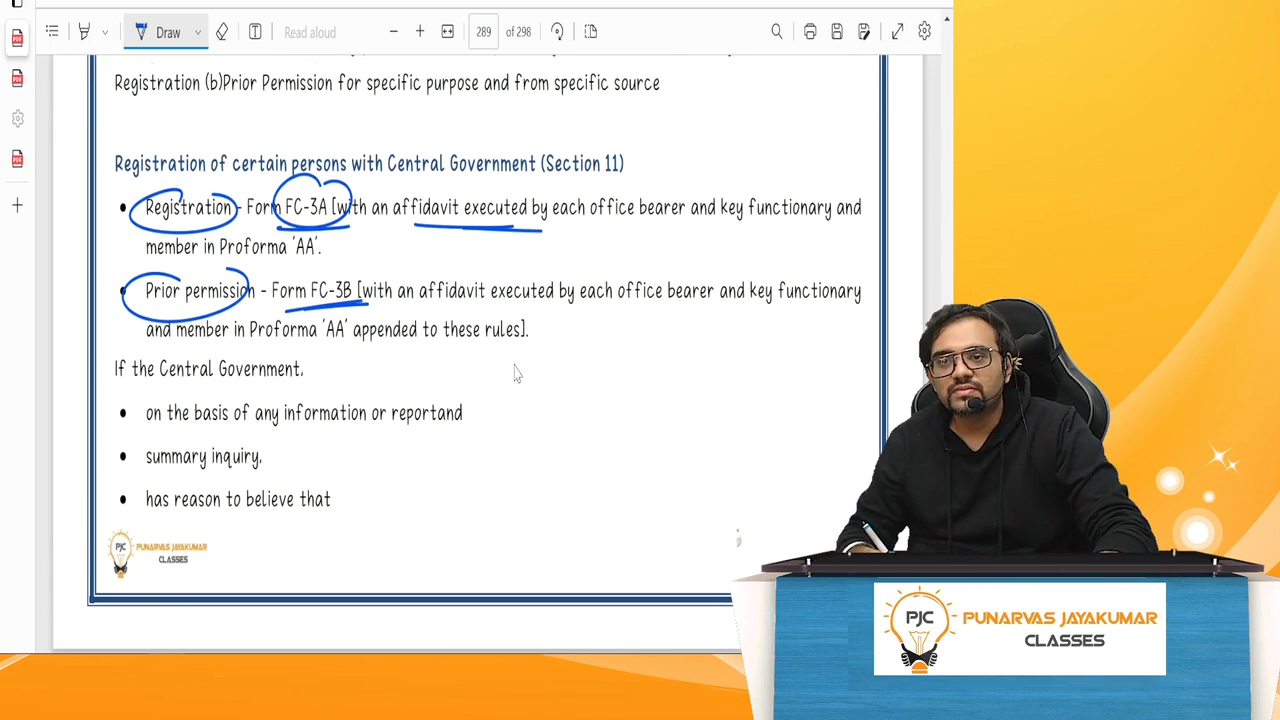 Draw
Read aloud
289 of 298
Registration (b)Prior Permission for specific purpose and from specific source
Registration of certain persons with Central Government (Section 11)
• Registration - Form FC-3A [with an affidavit executed by each office bearer and key functionary and
member in Proforma 'AA'.
• Prior permission - Form FC-3B [with an affidavit executed by each office bearer and key functionary
and member in Proforma 'AA' appended to these rules].
If the Central Government,
• on the basis of any information or reportand
• summary inquiry,
• has reason to believe that
PJC
PUNARVAS JAYAKUMAR
CLASSES
PJC
PUNARVAS JAYAKUMAR
CLASSES